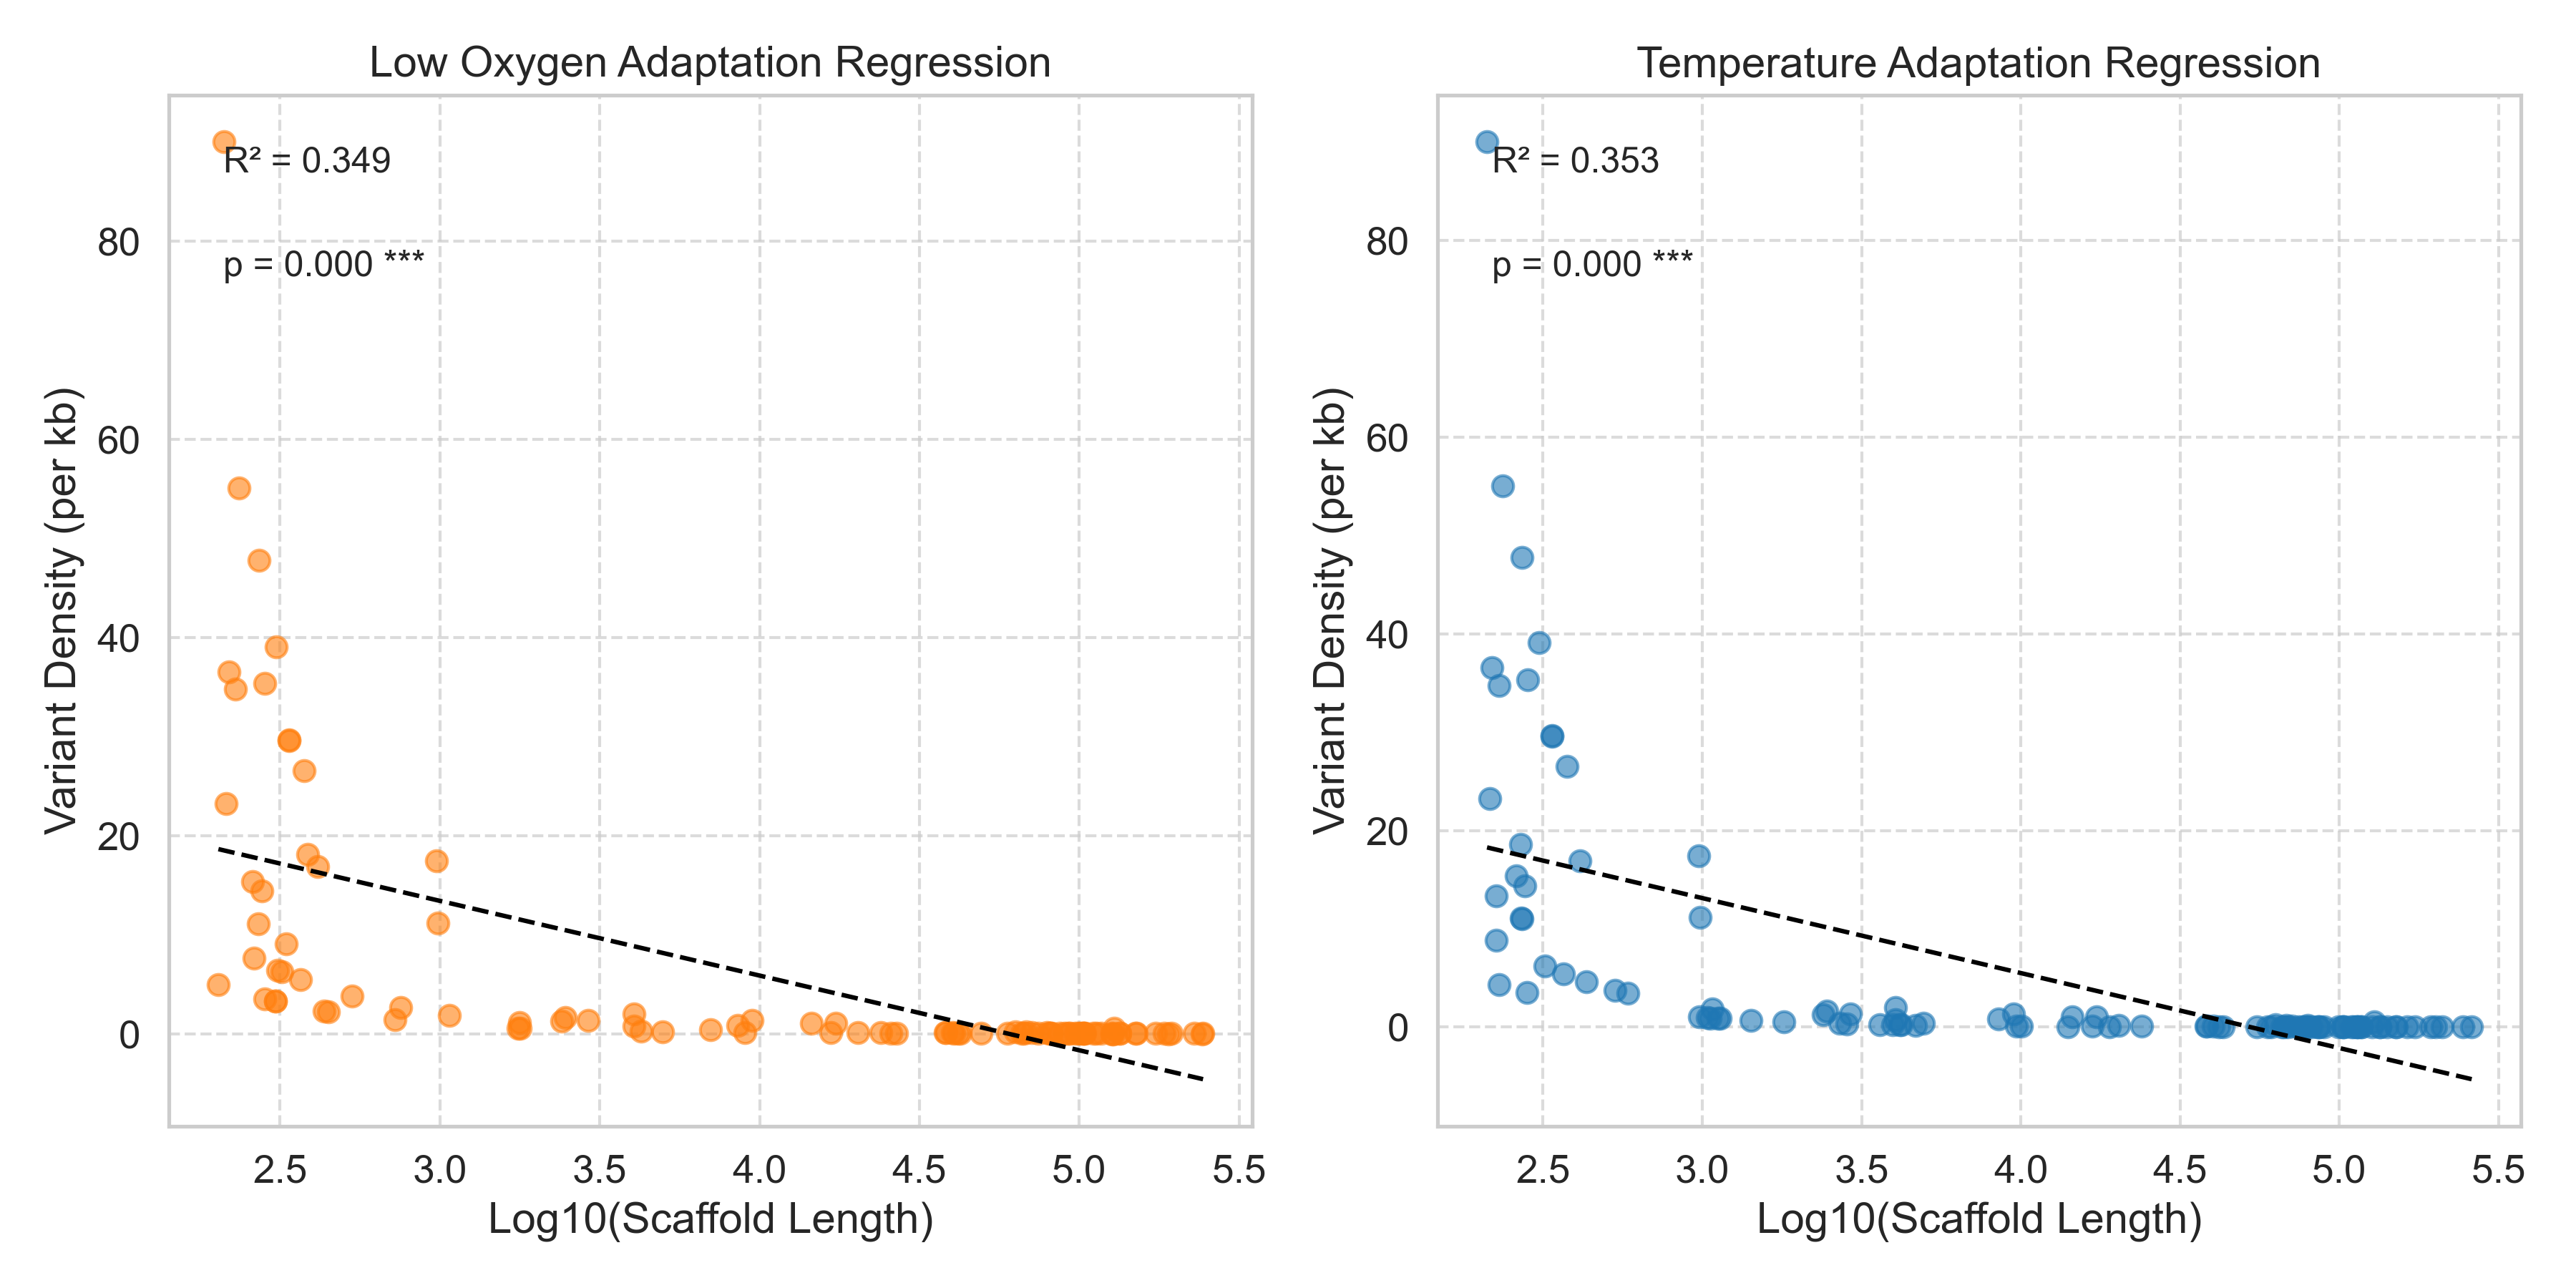 Low Oxygen Adaptation Regression
R² = 0.349
p = 0.000 ***
Variant Density (per kb)
80
60
40
20
0
2.5 3.0 3.5 4.0 4.5 5.0 5.5
Log10(Scaffold Length)
Temperature Adaptation Regression
R² = 0.353
p = 0.000 ***
Variant Density (per kb)
80
60
40
20
0
2.5 3.0 3.5 4.0 4.5 5.0 5.5
Log10(Scaffold Length)